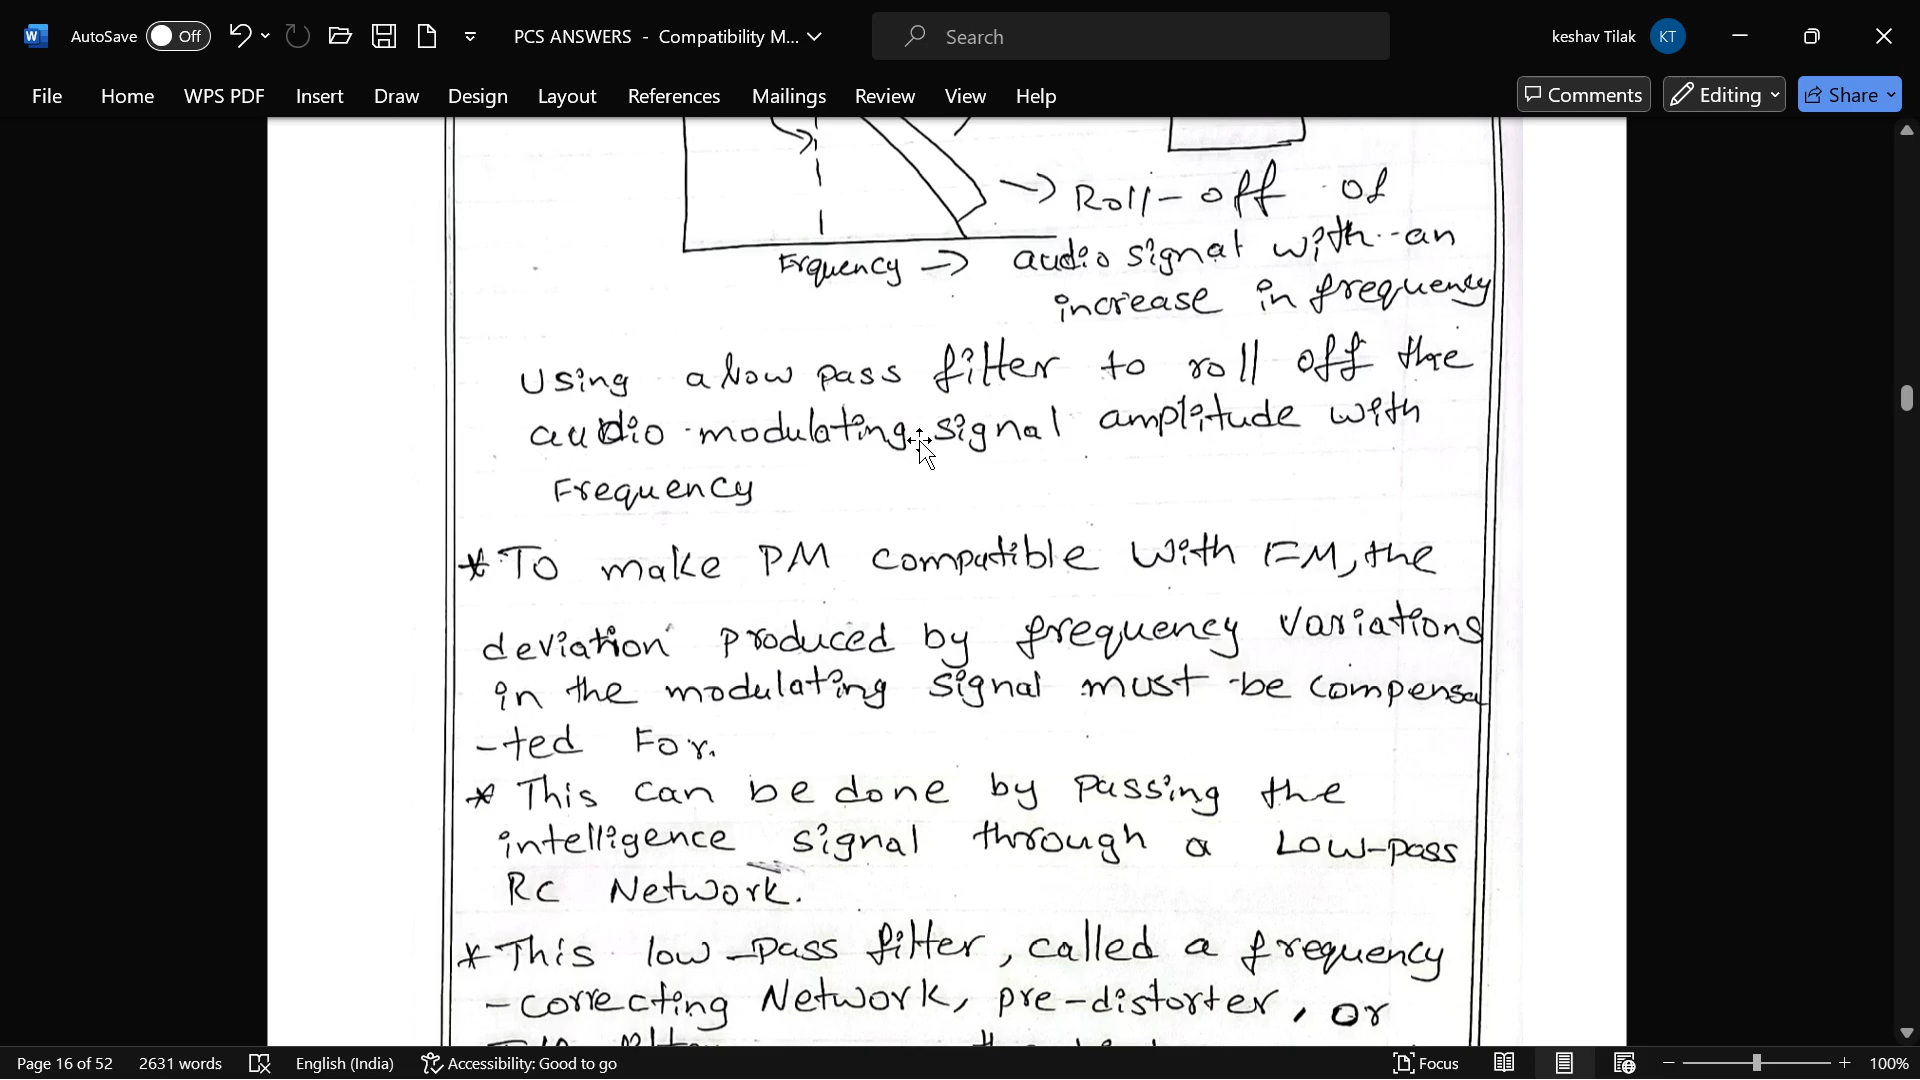 AutoSave Off PCS ANSWERS - Compatibility M... Search keshav Tilak KT
File Home WPS PDF Insert Draw Design Layout References Mailings Review View Help Comments Editing Share
→ Roll-off of
Frquency → audio signal with-an
increase in frequency
Using a low pass filter to roll off the
audio modulating signal amplitude with
Frequency
* To make PM compatible with FM, the
deviation produced by frequency variations
in the modulating signal must be compensa
-ted For.
* This can be done by passing the
intelligence signal through a Low-pass
RC Network.
* This low-pass filter, called a frequency
-correcting Network, pre-distorter, or
Page 16 of 52 2631 words English (India) Accessibility: Good to go Focus 100%